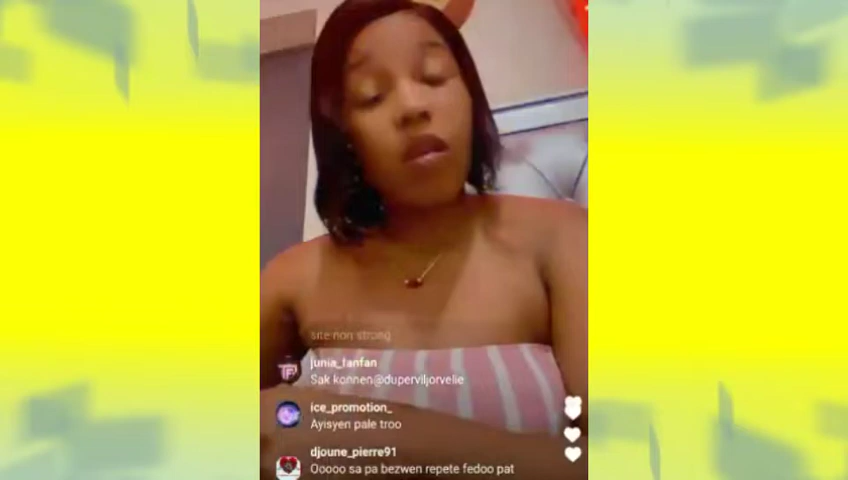 site non strong
junia_fanfan
Sak konnen@duperviljorvelie
ice_promotion_
Ayisyen pale troo
djoune_pierre91
Ooooo sa pa bezwen repete fedoo pat